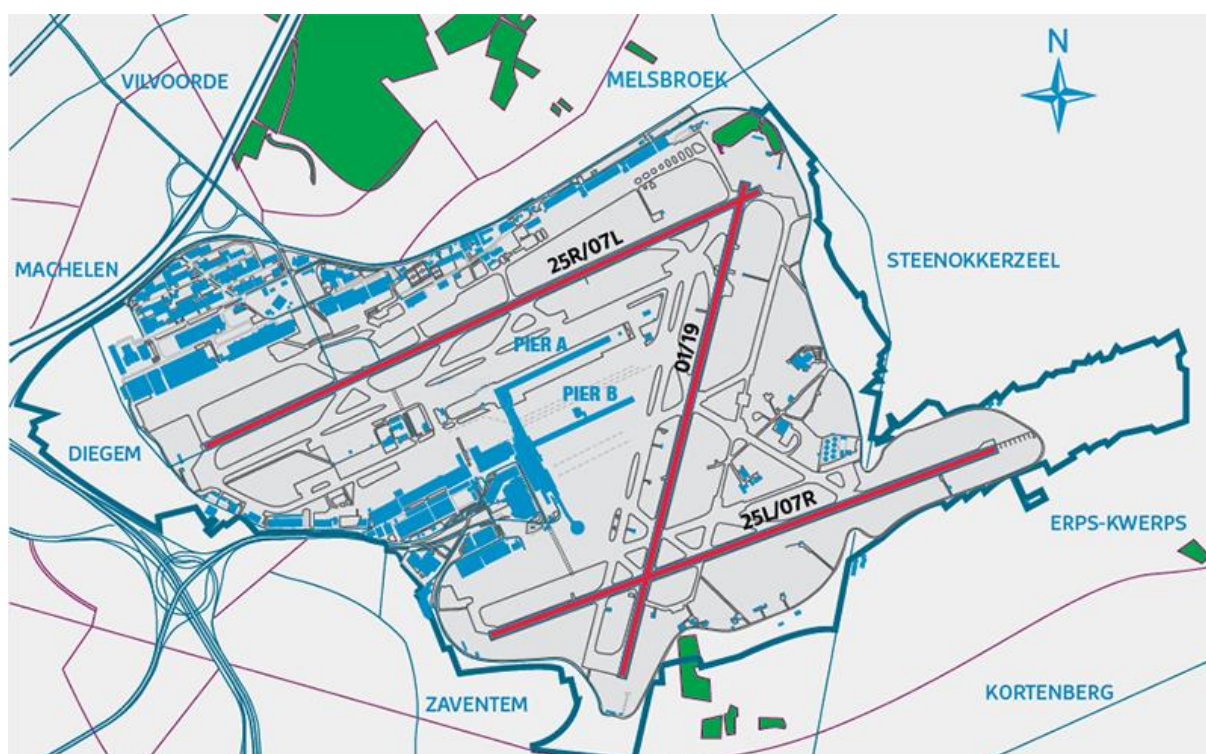 N
VILVOORDE
MELSBROEK
MACHELEN
25R/07L
STEENOKKERZEEL
01/19
PIER A
PIER B
DIEGEM
25L/07R
ERPS-KWERPS
ZAVENTEM
KORTENBERG